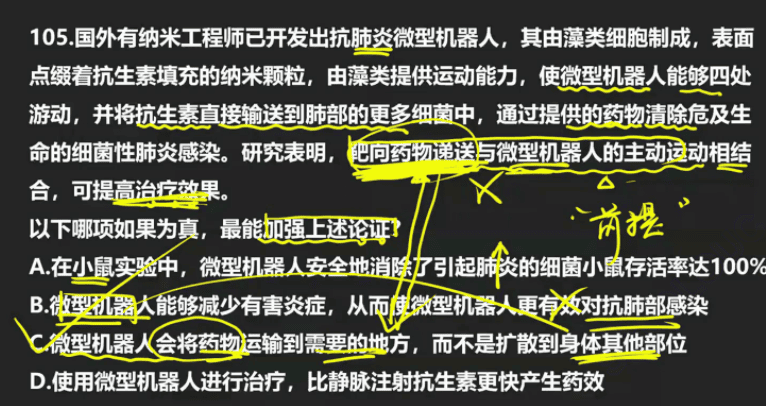 105.国外有纳米工程师已开发出抗肺炎微型机器人，其由藻类细胞制成，表面
点缀着抗生素填充的纳米颗粒，由藻类提供运动能力，使微型机器人能够四处
游动，并将抗生素直接输送到肺部的更多细菌中，通过提供的药物清除危及生
命的细菌性肺炎感染。研究表明，靶向药物递送与微型机器人的主动运动相结
合，可提高治疗效果。
“前提”
以下哪项如果为真，最能加强上述论证?
A.在小鼠实验中，微型机器人安全地消除了引起肺炎的细菌小鼠存活率达100%
B.微型机器人能够减少有害炎症，从而使微型机器人更有效对抗肺部感染
C.微型机器人会将药物运输到需要的地方，而不是扩散到身体其他部位
D.使用微型机器人进行治疗，比静脉注射抗生素更快产生药效